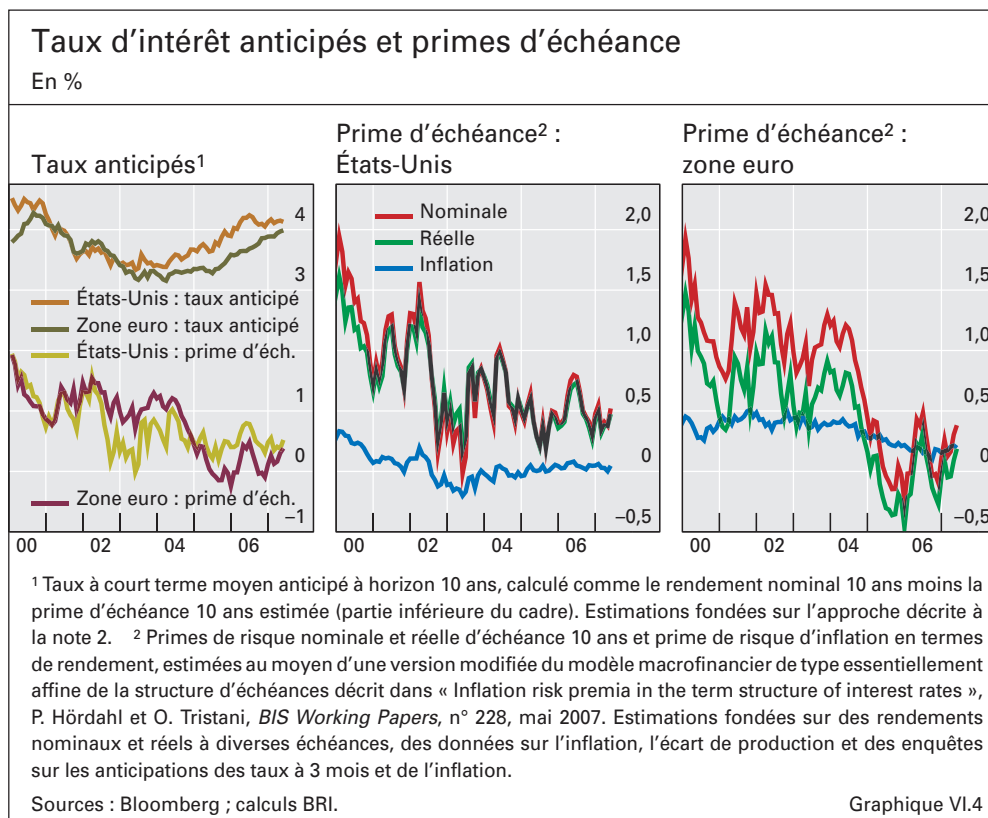 Taux d’intérêt anticipés et primes d’échéance
En %
Taux anticipés¹
Prime d’échéance² :
États-Unis
Prime d’échéance² :
zone euro
4
3
États-Unis : taux anticipé
Zone euro : taux anticipé
États-Unis : prime d’éch.
1
0
Zone euro : prime d’éch.
–1
00 02 04 06
Nominale
Réelle
Inflation
2,0
1,5
1,0
0,5
0
–0,5
00 02 04 06
2,0
1,5
1,0
0,5
0
–0,5
00 02 04 06
¹ Taux à court terme moyen anticipé à horizon 10 ans, calculé comme le rendement nominal 10 ans moins la
prime d’échéance 10 ans estimée (partie inférieure du cadre). Estimations fondées sur l’approche décrite à
la note 2. ² Primes de risque nominale et réelle d’échéance 10 ans et prime de risque d’inflation en termes
de rendement, estimées au moyen d’une version modifiée du modèle macrofinancier de type essentiellement
affine de la structure d’échéances décrit dans « Inflation risk premia in the term structure of interest rates »,
P. Hördahl et O. Tristani, BIS Working Papers, n° 228, mai 2007. Estimations fondées sur des rendements
nominaux et réels à diverses échéances, des données sur l’inflation, l’écart de production et des enquêtes
sur les anticipations des taux à 3 mois et de l’inflation.
Sources : Bloomberg ; calculs BRI.
Graphique VI.4